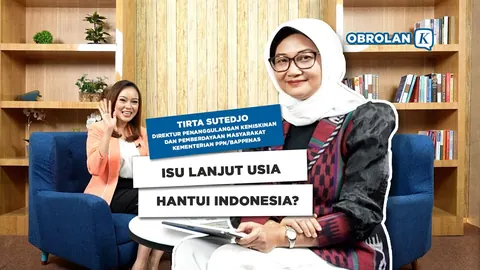 OBROLAN K
TIRTA SUTEDJO
DIREKTUR PENANGGULANGAN KEMISKINAN
DAN PEMBERDAYAAN MASYARAKAT
KEMENTERIAN PPN/BAPPENAS
ISU LANJUT USIA
HANTUI INDONESIA?